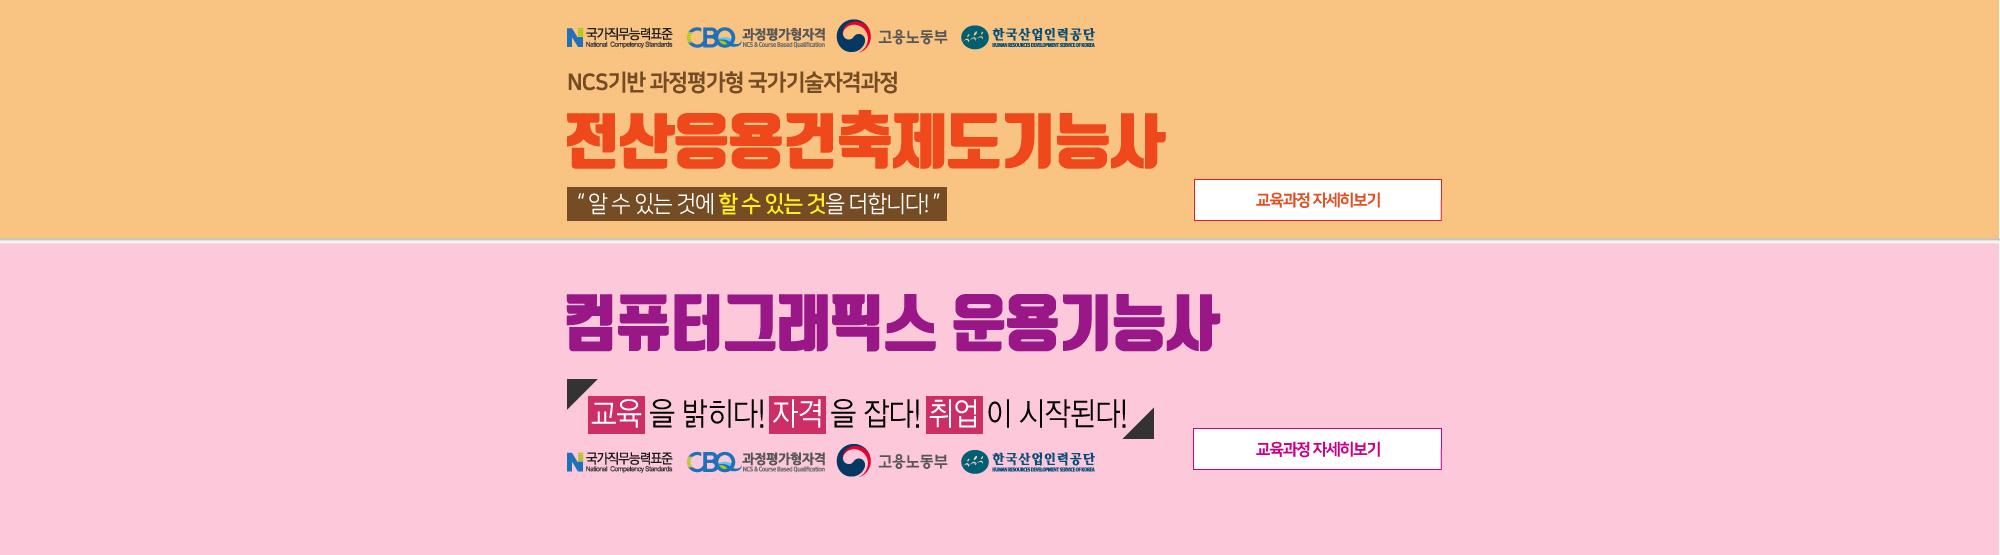 국가직무능력표준
National Competency Standards
CBQ 과정평가형자격
NCS & Course Based Qualification
고용노동부
한국산업인력공단
HUMAN RESOURCES DEVELOPMENT SERVICE OF KOREA
NCS기반 과정평가형 국가기술자격과정
전산응용건축제도기능사
“ 알 수 있는 것에 할 수 있는 것을 더합니다! ”
교육과정 자세히보기
컴퓨터그래픽스 운용기능사
교육을 밝히다! 자격을 잡다! 취업이 시작된다!
교육과정 자세히보기
국가직무능력표준
National Competency Standards
CBQ 과정평가형자격
NCS & Course Based Qualification
고용노동부
한국산업인력공단
HUMAN RESOURCES DEVELOPMENT SERVICE OF KOREA